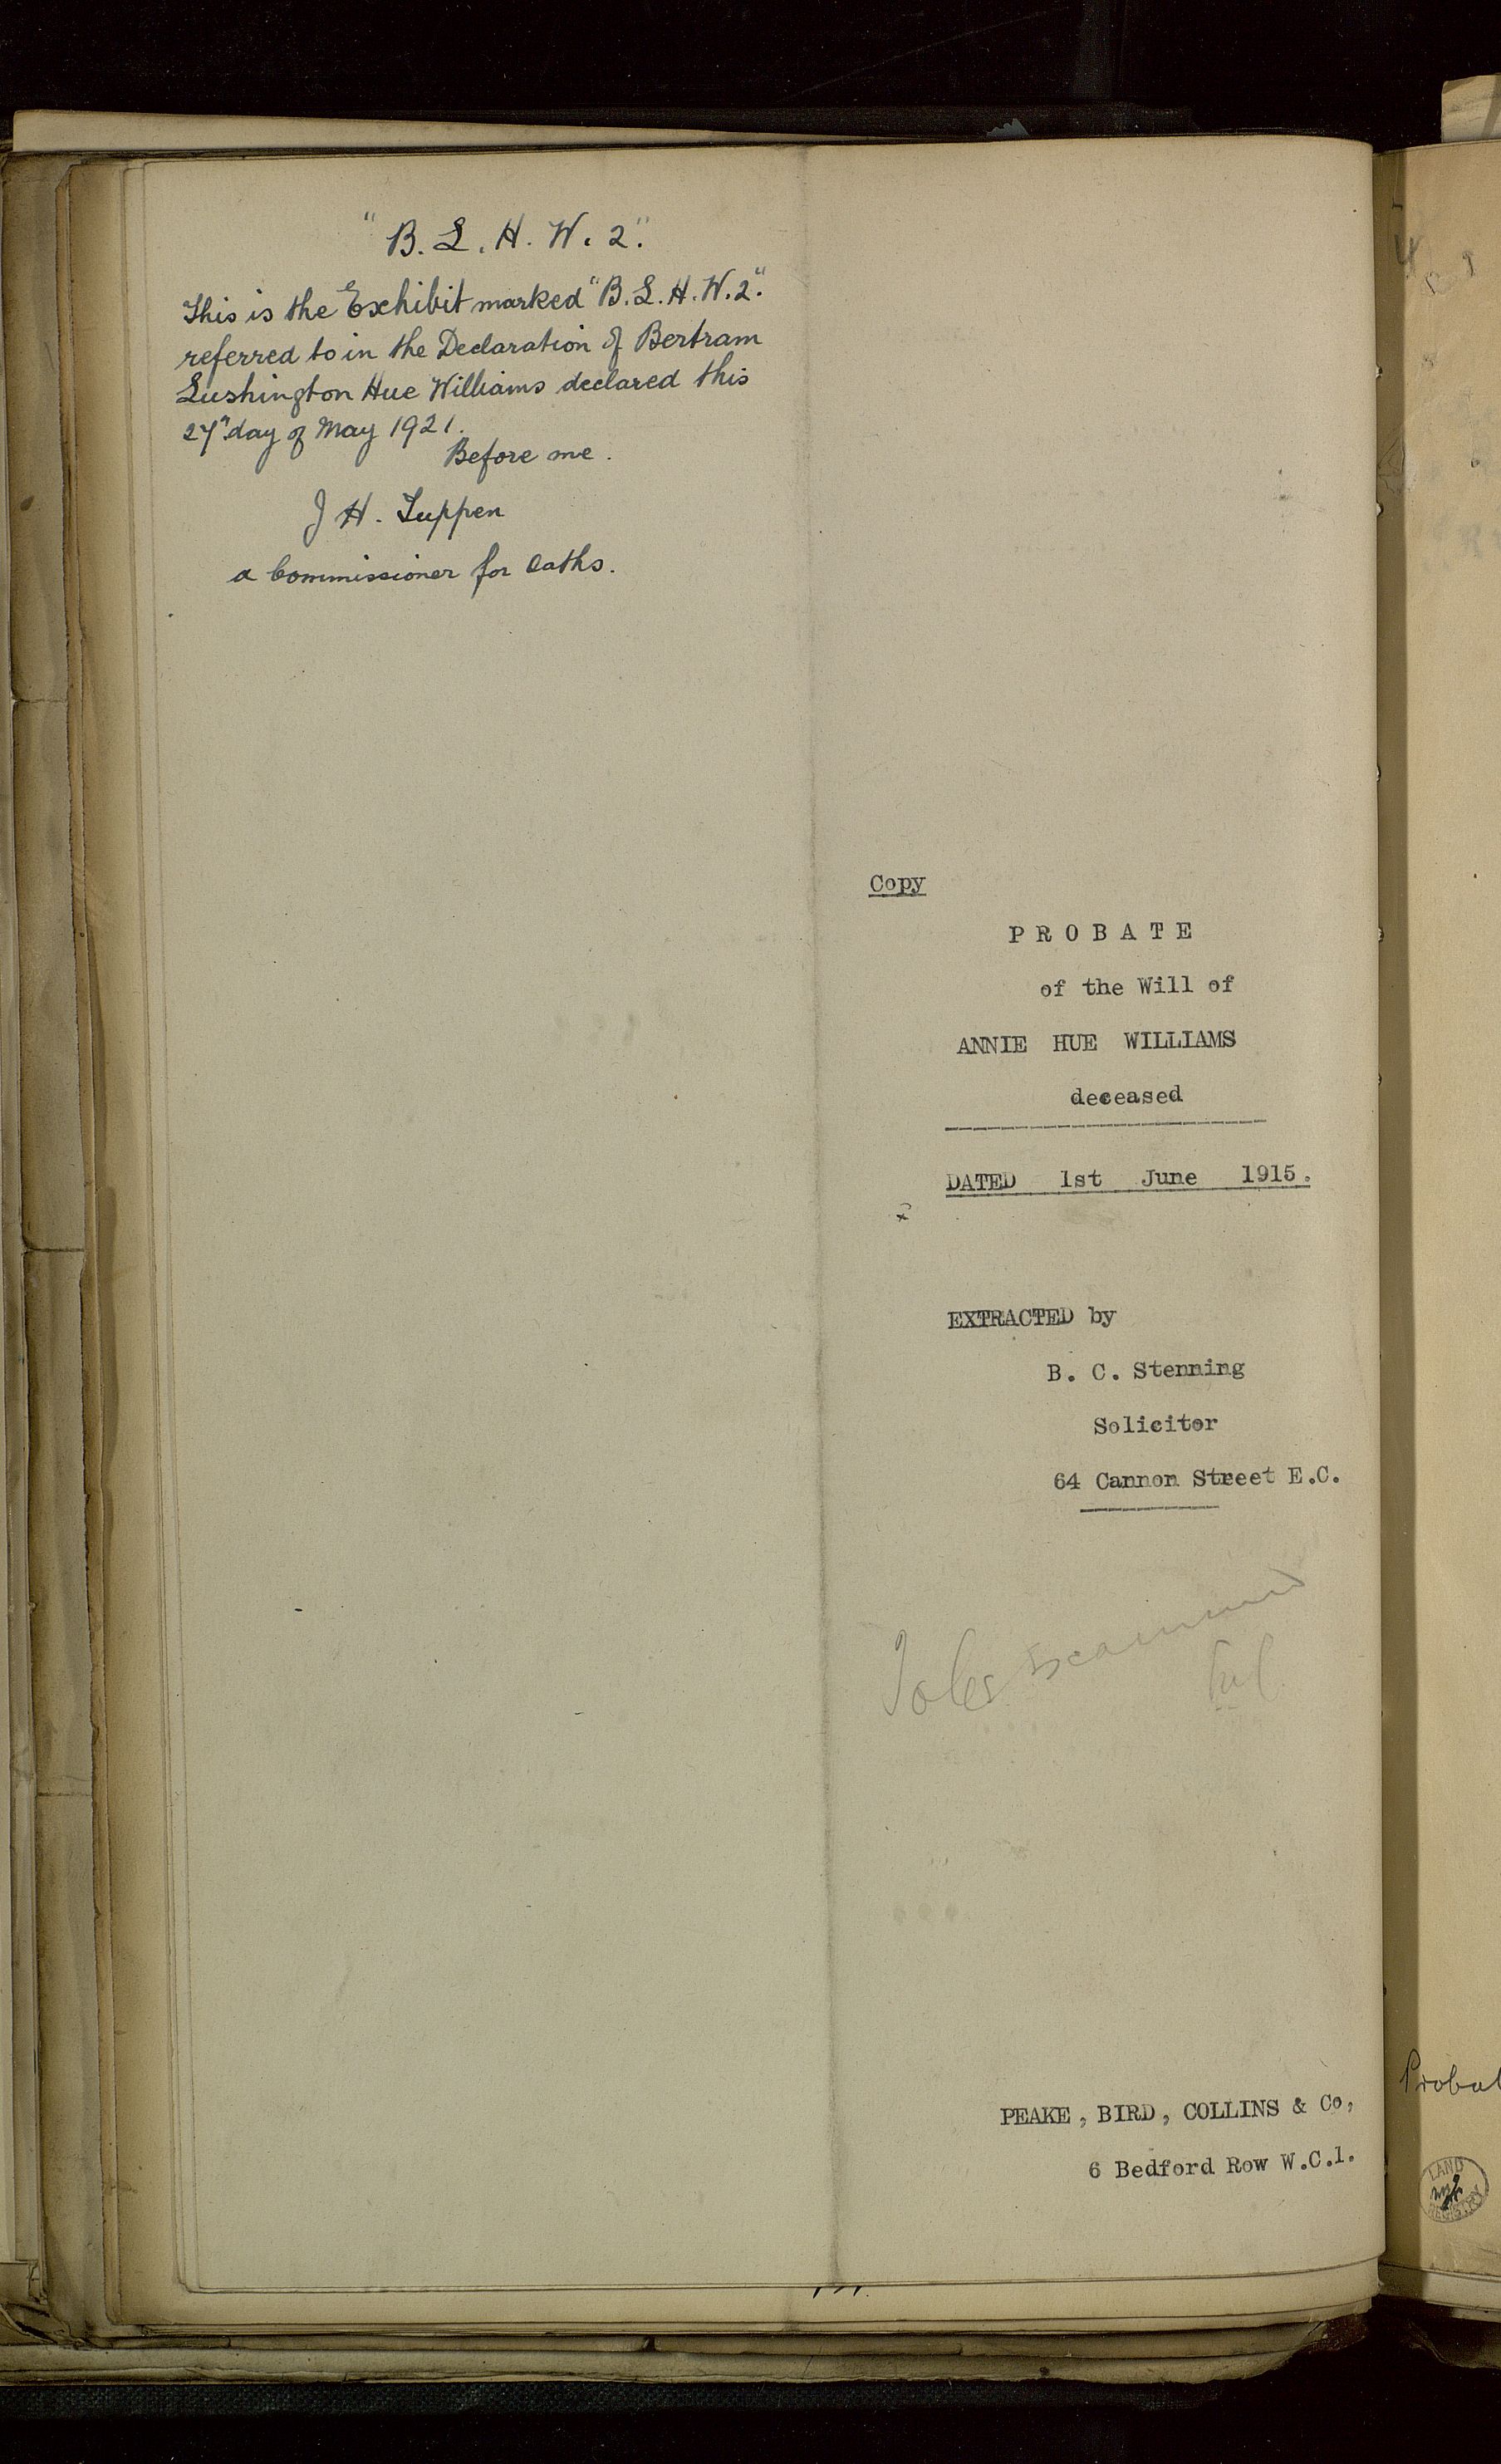 "B. L. H. W. 2".
This is the Exhibit marked "B. L. H. W. 2".
referred to in the Declaration of Bertram
Lushington Hue Williams declared this
27th day of May 1921.
Before me.
J H. Tuppen
a Commissioner for Oaths.
Copy
PROBATE
of the Will of
ANNIE HUE WILLIAMS
deceased
DATED 1st June 1915.
EXTRACTED by
B. C. Stenning
Solicitor
64 Cannon Street E.C.
PEAKE, BIRD, COLLINS & Co,
6 Bedford Row W.C.1.
LAND
REGISTRY